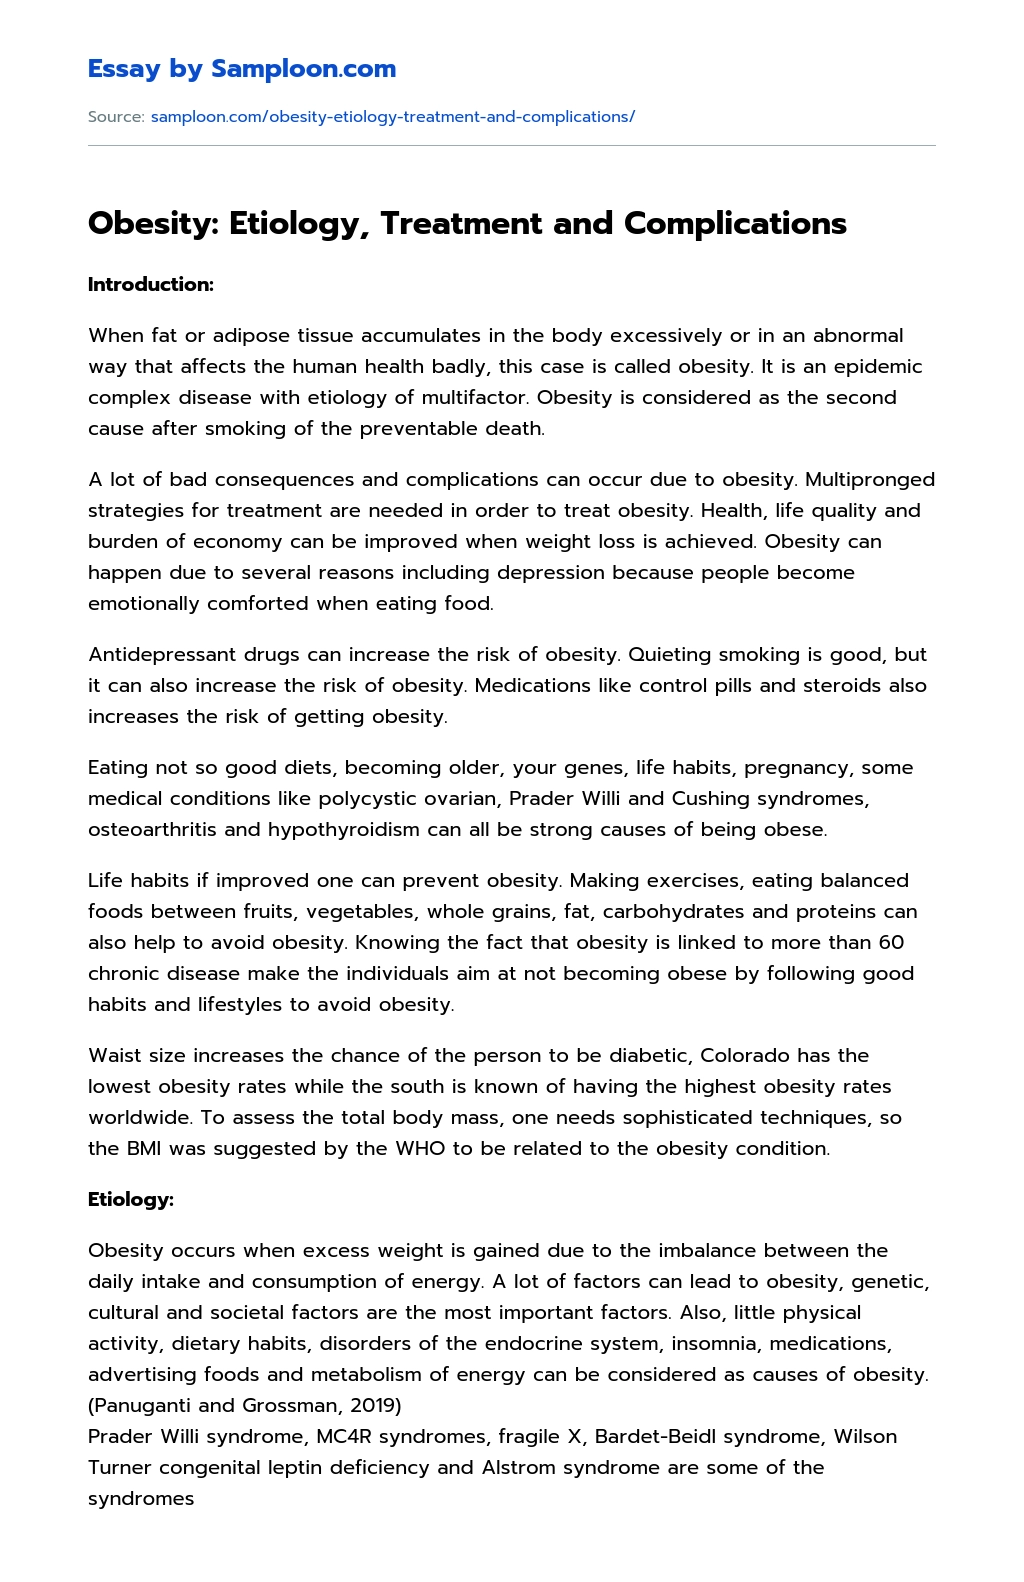 Essay by Samploon.com
Source: samploon.com/obesity-etiology-treatment-and-complications/
Obesity: Etiology, Treatment and Complications
Introduction:
When fat or adipose tissue accumulates in the body excessively or in an abnormal
way that affects the human health badly, this case is called obesity. It is an epidemic
complex disease with etiology of multifactor. Obesity is considered as the second
cause after smoking of the preventable death.
A lot of bad consequences and complications can occur due to obesity. Multipronged
strategies for treatment are needed in order to treat obesity. Health, life quality and
burden of economy can be improved when weight loss is achieved. Obesity can
happen due to several reasons including depression because people become
emotionally comforted when eating food.
Antidepressant drugs can increase the risk of obesity. Quieting smoking is good, but
it can also increase the risk of obesity. Medications like control pills and steroids also
increases the risk of getting obesity.
Eating not so good diets, becoming older, your genes, life habits, pregnancy, some
medical conditions like polycystic ovarian, Prader Willi and Cushing syndromes,
osteoarthritis and hypothyroidism can all be strong causes of being obese.
Life habits if improved one can prevent obesity. Making exercises, eating balanced
foods between fruits, vegetables, whole grains, fat, carbohydrates and proteins can
also help to avoid obesity. Knowing the fact that obesity is linked to more than 60
chronic disease make the individuals aim at not becoming obese by following good
habits and lifestyles to avoid obesity.
Waist size increases the chance of the person to be diabetic, Colorado has the
lowest obesity rates while the south is known of having the highest obesity rates
worldwide. To assess the total body mass, one needs sophisticated techniques, so
the BMI was suggested by the WHO to be related to the obesity condition.
Etiology:
Obesity occurs when excess weight is gained due to the imbalance between the
daily intake and consumption of energy. A lot of factors can lead to obesity, genetic,
cultural and societal factors are the most important factors. Also, little physical
activity, dietary habits, disorders of the endocrine system, insomnia, medications,
advertising foods and metabolism of energy can be considered as causes of obesity.
(Panuganti and Grossman, 2019)
Prader Willi syndrome, MC4R syndromes, fragile X, Bardet-Beidl syndrome, Wilson
Turner congenital leptin deficiency and Alstrom syndrome are some of the
syndromes